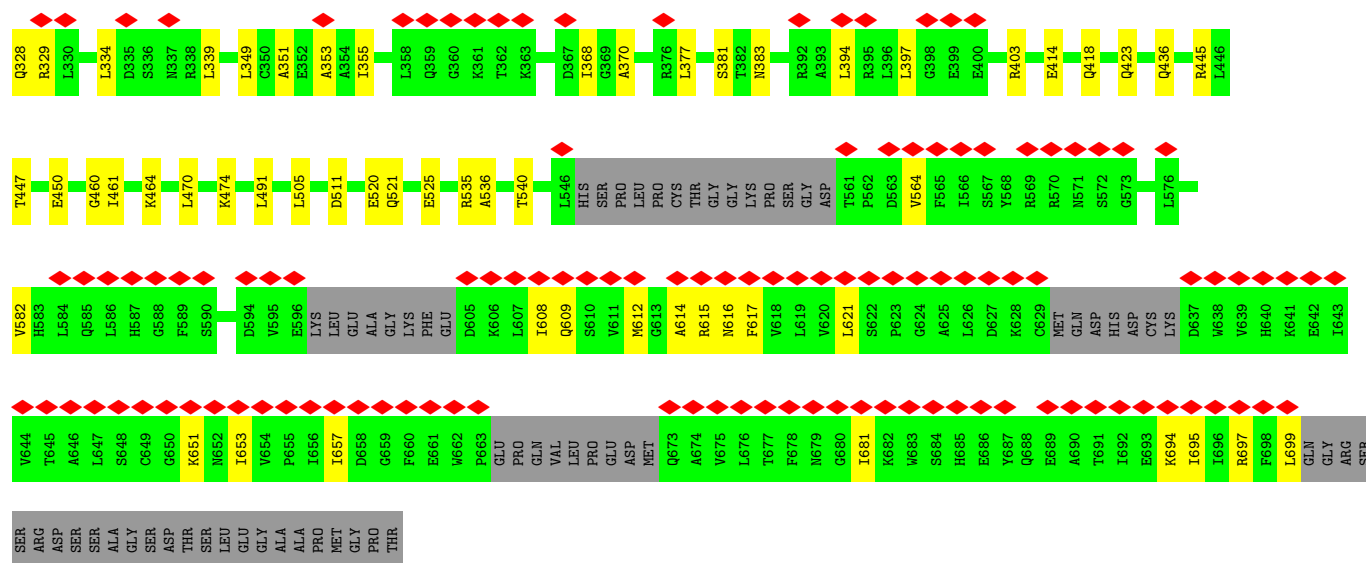 Q328 R329 L330 L334 D335 S336 N337 R338 L339 L349 C350 A351 E352 A353 A354 I355 L358 Q359 G360 K361 T362 K363 D367 I368 G369 A370 R376 L377 S381 T382 N383 R392 A393 L394 R395 L396 L397 G398 E399 E400 R403 E414 Q418 Q423 Q436 R445 L446
T447 E450 G460 I461 K464 L470 K474 L491 L505 D511 E520 Q521 E525 R535 A536 T540 L546 HIS SER PRO LEU PRO CYS THR GLY GLY LYS PRO SER GLY ASP T561 P562 D563 V564 F565 I566 S567 Y568 R569 R570 N571 S572 G573 L576
V582 H583 L584 Q585 L586 H587 G588 F589 S590 D594 V595 E596 LYS LEU GLU ALA GLY LYS PHE GLU D605 K606 L607 I608 Q609 S610 V611 M612 G613 A614 R615 N616 F617 V618 L619 V620 L621 S622 P623 G624 A625 L626 D627 K628 C629 MET GLN ASP HIS ASP CYS LYS D637 W638 V639 H640 K641 E642 I643
V644 T645 A646 L647 S648 C649 G650 K651 N652 I653 V654 P655 I656 I657 D658 G659 F660 E661 W662 P663 GLU PRO GLN VAL LEU PRO GLU ASP MET Q673 A674 V675 L676 T677 F678 N679 G680 I681 K682 W683 S684 H685 E686 Y687 Q688 E689 A690 T691 I692 E693 K694 I695 I696 R697 F698 L699 GLN GLY ARG SER
SER ARG ASP SER SER ALA GLY SER ASP THR SER LEU GLU GLY ALA ALA PRO MET GLY PRO THR